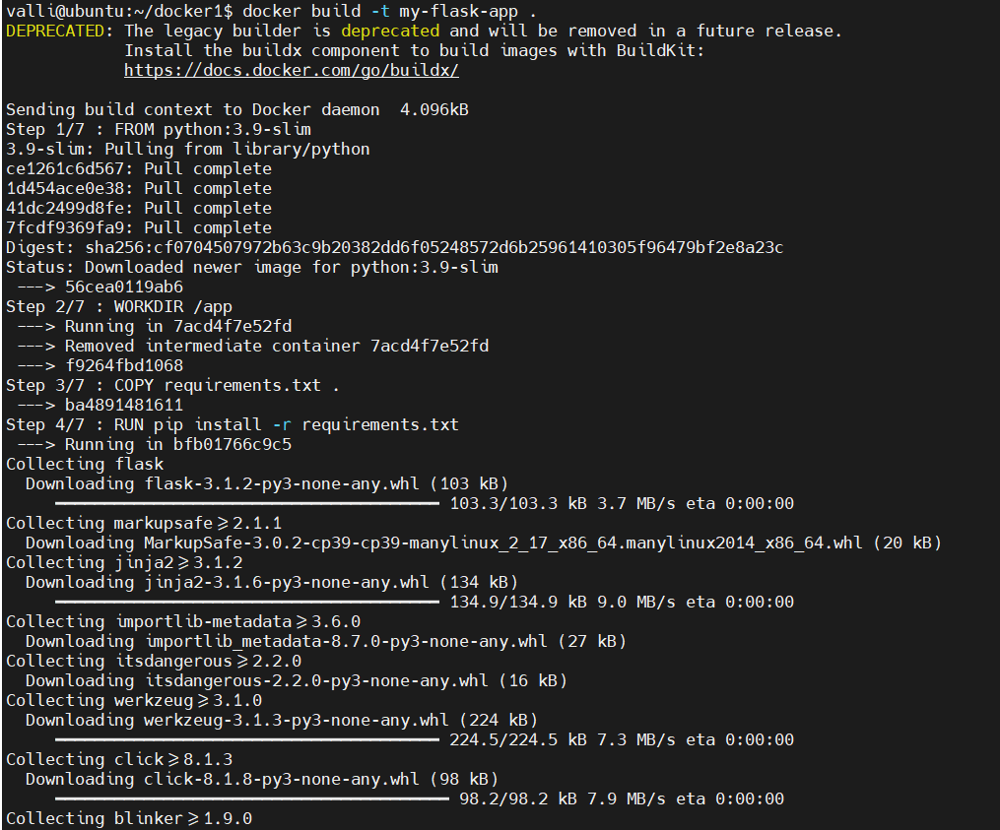 valli@ubuntu:~/docker1$ docker build -t my-flask-app .
DEPRECATED: The legacy builder is deprecated and will be removed in a future release.
            Install the buildx component to build images with BuildKit:
            https://docs.docker.com/go/buildx/

Sending build context to Docker daemon  4.096kB
Step 1/7 : FROM python:3.9-slim
3.9-slim: Pulling from library/python
ce1261c6d567: Pull complete
1d454ace0e38: Pull complete
41dc2499d8fe: Pull complete
7fcdf9369fa9: Pull complete
Digest: sha256:cf0704507972b63c9b20382dd6f05248572d6b25961410305f96479bf2e8a23c
Status: Downloaded newer image for python:3.9-slim
 ---> 56cea0119ab6
Step 2/7 : WORKDIR /app
 ---> Running in 7acd4f7e52fd
 ---> Removed intermediate container 7acd4f7e52fd
 ---> f9264fbd1068
Step 3/7 : COPY requirements.txt .
 ---> ba4891481611
Step 4/7 : RUN pip install -r requirements.txt
 ---> Running in bfb01766c9c5
Collecting flask
  Downloading flask-3.1.2-py3-none-any.whl (103 kB)
     ━━━━━━━━━━━━━━━━━━━━━━━━━━━━━━━━━━━━━━━ 103.3/103.3 kB 3.7 MB/s eta 0:00:00
Collecting markupsafe>=2.1.1
  Downloading MarkupSafe-3.0.2-cp39-cp39-manylinux_2_17_x86_64.manylinux2014_x86_64.whl (20 kB)
Collecting jinja2>=3.1.2
  Downloading jinja2-3.1.6-py3-none-any.whl (134 kB)
     ━━━━━━━━━━━━━━━━━━━━━━━━━━━━━━━━━━━━━━━ 134.9/134.9 kB 9.0 MB/s eta 0:00:00
Collecting importlib-metadata>=3.6.0
  Downloading importlib_metadata-8.7.0-py3-none-any.whl (27 kB)
Collecting itsdangerous>=2.2.0
  Downloading itsdangerous-2.2.0-py3-none-any.whl (16 kB)
Collecting werkzeug>=3.1.0
  Downloading werkzeug-3.1.3-py3-none-any.whl (224 kB)
     ━━━━━━━━━━━━━━━━━━━━━━━━━━━━━━━━━━━━━━━ 224.5/224.5 kB 7.3 MB/s eta 0:00:00
Collecting click>=8.1.3
  Downloading click-8.1.8-py3-none-any.whl (98 kB)
     ━━━━━━━━━━━━━━━━━━━━━━━━━━━━━━━━━━━━━━━━ 98.2/98.2 kB 7.9 MB/s eta 0:00:00
Collecting blinker>=1.9.0